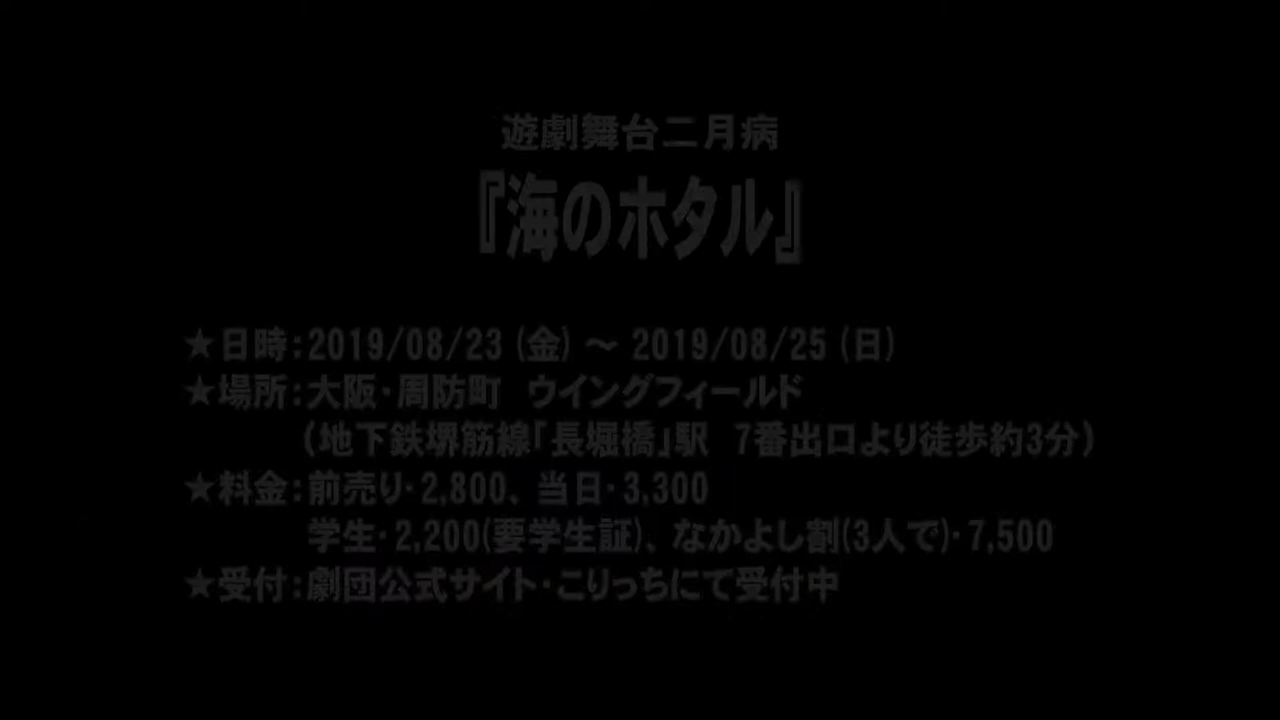 遊劇舞台二月病
『海のホタル』
★日時：2019/08/23 (金) ～ 2019/08/25 (日)
★場所：大阪・周防町　ウイングフィールド
（地下鉄堺筋線「長堀橋」駅　7番出口より徒歩約3分）
★料金：前売り・2,800、当日・3,300
学生・2,200(要学生証)、なかよし割(3人で)・7,500
★受付：劇団公式サイト・こりっちにて受付中